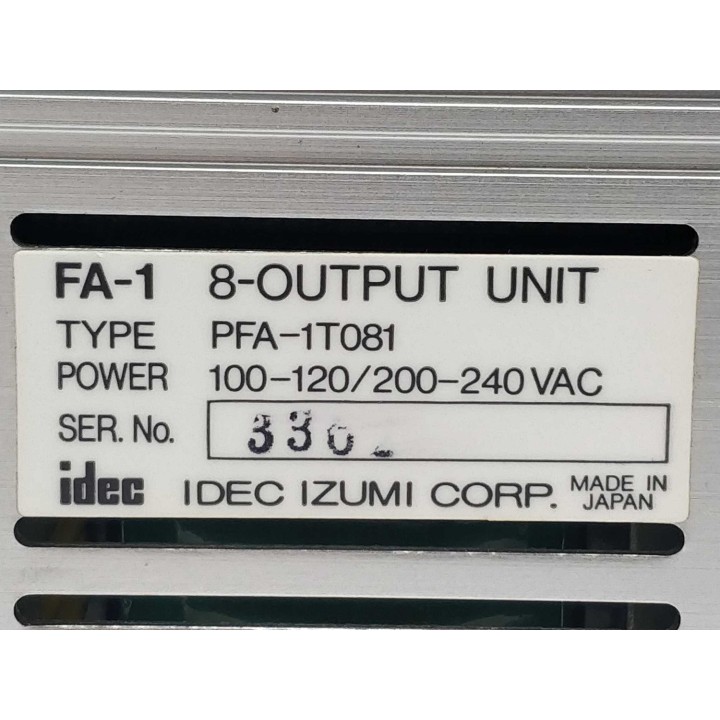 FA-1 8-OUTPUT UNIT
TYPE PFA-1T081
POWER 100-120/200-240 VAC
SER. No.
idec IDEC IZUMI CORP. MADE IN JAPAN